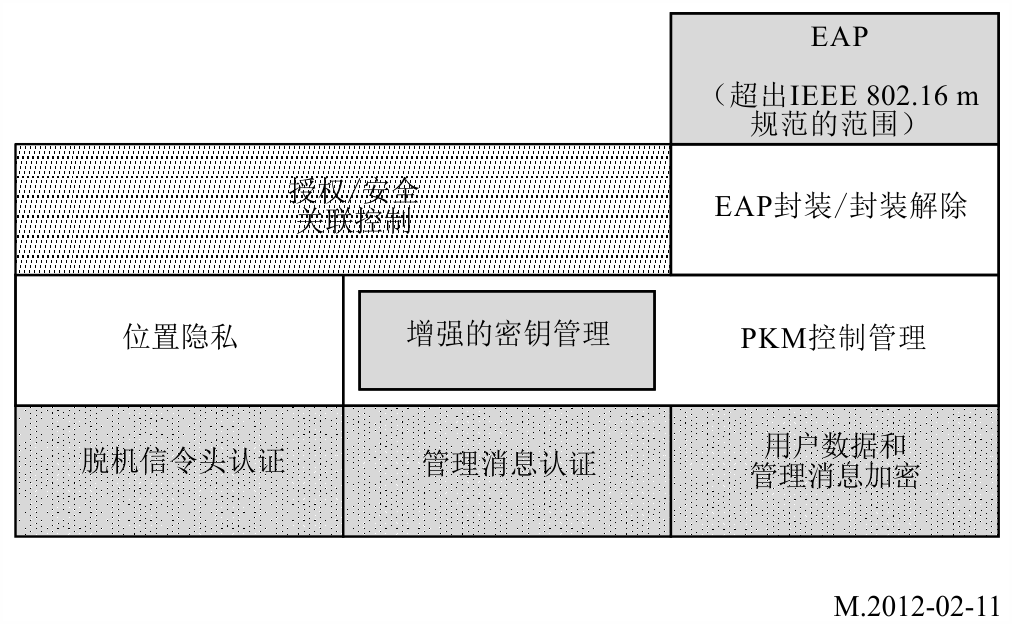 EAP
（超出IEEE 802.16 m
规范的范围）
授权/安全
关联控制
EAP封装/封装解除
位置隐私
增强的密钥管理
PKM控制管理
脱机信令头认证
管理消息认证
用户数据和
管理消息加密
M.2012-02-11